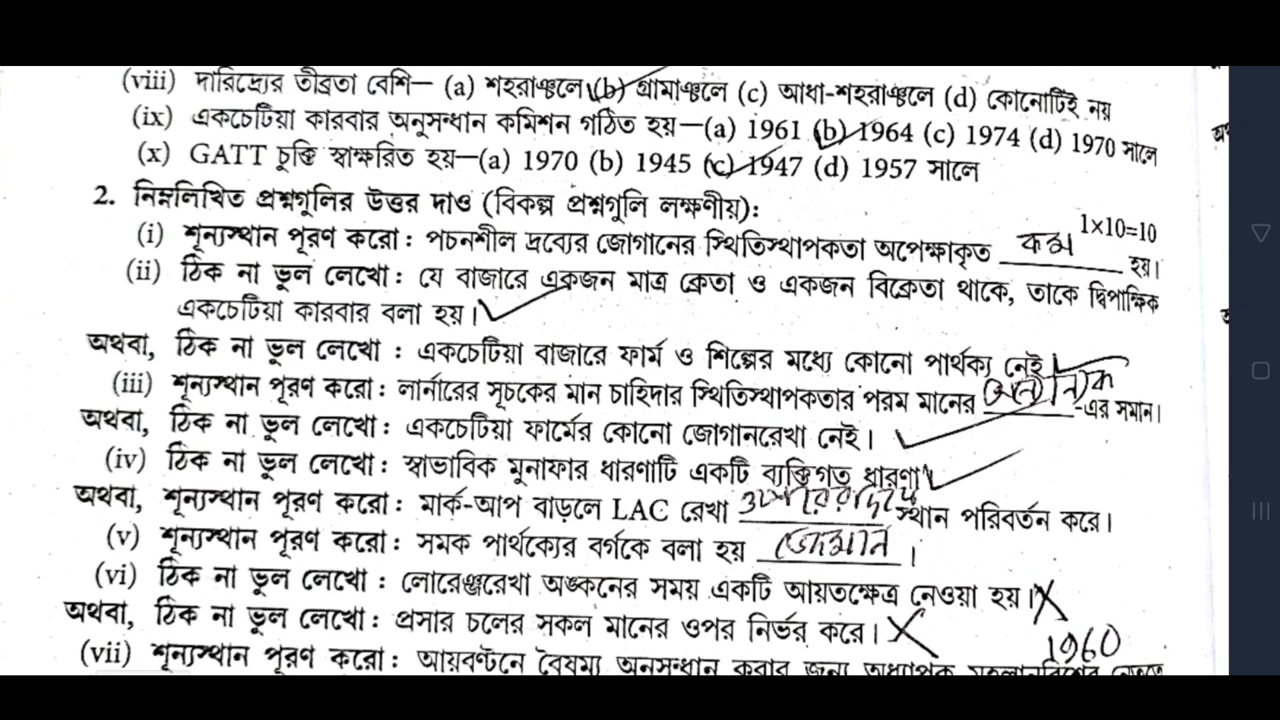 (viii) দারিদ্র্যের তীব্রতা বেশি— (a) শহরাঞ্চলে (b) গ্রামাঞ্চলে (c) আধা-শহরাঞ্চলে (d) কোনোটিই নয়
(ix) একচেটিয়া কারবার অনুসন্ধান কমিশন গঠিত হয়—(a) 1961 (b) 1964 (c) 1974 (d) 1970 সালে
(x) GATT চুক্তি স্বাক্ষরিত হয়—(a) 1970 (b) 1945 (c) 1947 (d) 1957 সালে
2. নিম্নলিখিত প্রশ্নগুলির উত্তর দাও (বিকল্প প্রশ্নগুলি লক্ষণীয়): 1×10=10
(i) শূন্যস্থান পূরণ করো: পচনশীল দ্রব্যের জোগানের স্থিতিস্থাপকতা অপেক্ষাকৃত কম হয়।
(ii) ঠিক না ভুল লেখো: যে বাজারে একজন মাত্র ক্রেতা ও একজন বিক্রেতা থাকে, তাকে দ্বিপাক্ষিক
একচেটিয়া কারবার বলা হয়।
অথবা, ঠিক না ভুল লেখো : একচেটিয়া বাজারে ফার্ম ও শিল্পের মধ্যে কোনো পার্থক্য নেই
(iii) শূন্যস্থান পূরণ করো: লার্নারের সূচকের মান চাহিদার স্থিতিস্থাপকতার পরম মানের -এর সমান।
অথবা, ঠিক না ভুল লেখো: একচেটিয়া ফার্মের কোনো জোগানরেখা নেই।
(iv) ঠিক না ভুল লেখো: স্বাভাবিক মুনাফার ধারণাটি একটি ব্যক্তিগত ধারণা।
অথবা, শূন্যস্থান পূরণ করো: মার্ক-আপ বাড়লে LAC রেখা স্থান পরিবর্তন করে।
(v) শূন্যস্থান পূরণ করো: সমক পার্থক্যের বর্গকে বলা হয় ।
(vi) ঠিক না ভুল লেখো: লোরেঞ্জরেখা অঙ্কনের সময় একটি আয়তক্ষেত্র নেওয়া হয়।
অথবা, ঠিক না ভুল লেখো: প্রসার চলের সকল মানের ওপর নির্ভর করে।
1960
(vii) শূন্যস্থান পূরণ করো: আয়বণ্টনে বৈষম্য অনুসন্ধান করার জন্য অধ্যাপক মহলানবিশের নেতৃত্বে